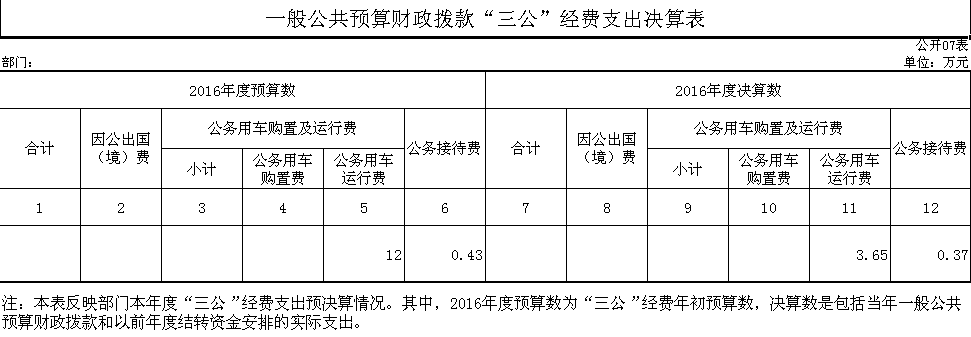 一般公共预算财政拨款“三公”经费支出决算表
公开07表
部门： 单位：万元
2016年度预算数 2016年度决算数
合计 因公出国（境）费 公务用车购置及运行费 公务接待费 合计 因公出国（境）费 公务用车购置及运行费 公务接待费
小计 公务用车购置费 公务用车运行费 小计 公务用车购置费 公务用车运行费
1 2 3 4 5 6 7 8 9 10 11 12
12 0.43 3.65 0.37
注：本表反映部门本年度“三公”经费支出预决算情况。其中，2016年度预算数为“三公”经费年初预算数，决算数是包括当年一般公共
预算财政拨款和以前年度结转资金安排的实际支出。